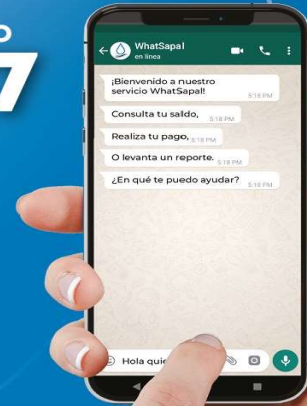 O
7
WhatSapal
en línea
¡Bienvenido a nuestro
servicio WhatSapal!
5:18 PM
Consulta tu saldo,
5:18 PM
Realiza tu pago,
5:18 PM
O levanta un reporte.
5:18 PM
¿En qué te puedo ayudar?
5:18 PM
Hola quie